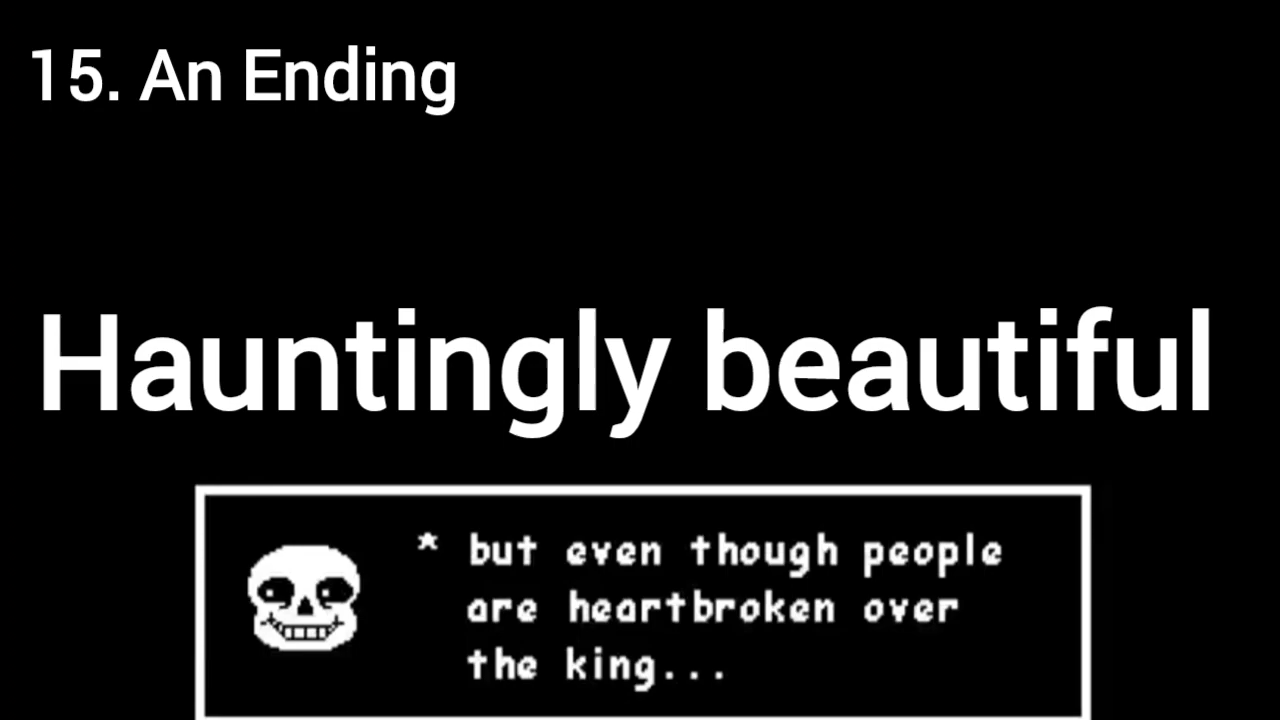 15. An Ending
Hauntingly beautiful
* but even though people
are heartbroken over
the king...